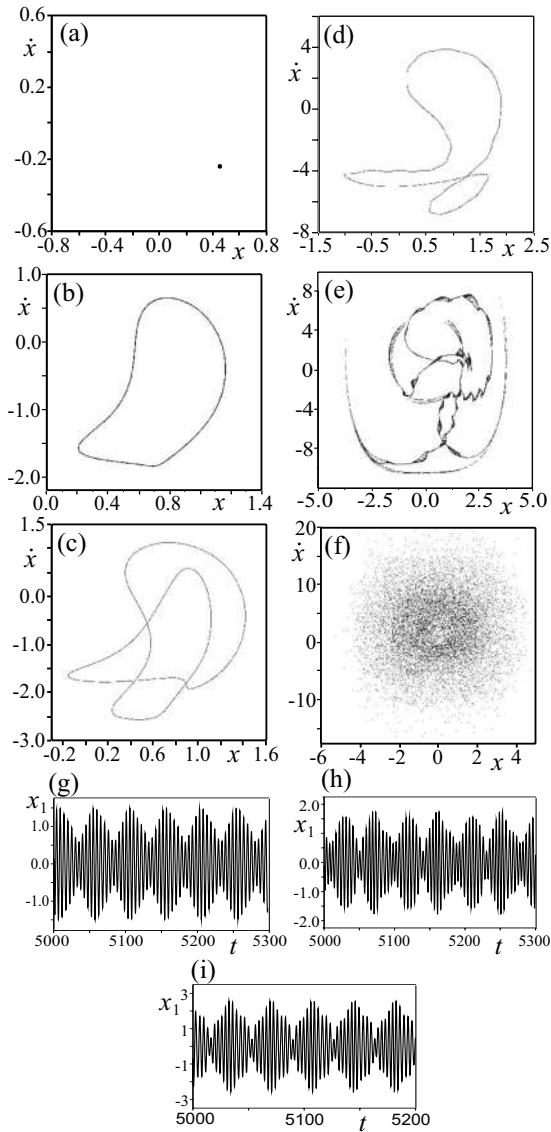 (a)
ẋ
0.6
0.2
-0.2
-0.6
-0.8
-0.4
0.0
0.4
0.8
x
(d)
ẋ
4
0
-4
-8
-1.5
-0.5
0.5
1.5
2.5
x
(b)
ẋ
1.0
0.0
-1.0
-2.0
0.0
0.4
0.8
1.4
x
(e)
ẋ
8
4
0
-4
-8
-5.0
-2.5
0.0
2.5
5.0
x
(c)
ẋ
1.5
0.0
-1.0
-2.0
-3.0
-0.2
0.2
0.6
1.0
1.6
x
(f)
ẋ
20
10
0
-10
-6
-4
-2
0
2
4
x
(g)
x1
1.0
0.0
-1.0
5000
5100
5200
5300
t
(h)
x1
2.0
1.0
0.0
-1.0
-2.0
5000
5100
5200
5300
t
(i)
x1
3
1
-1
-3
5000
5100
5200
t